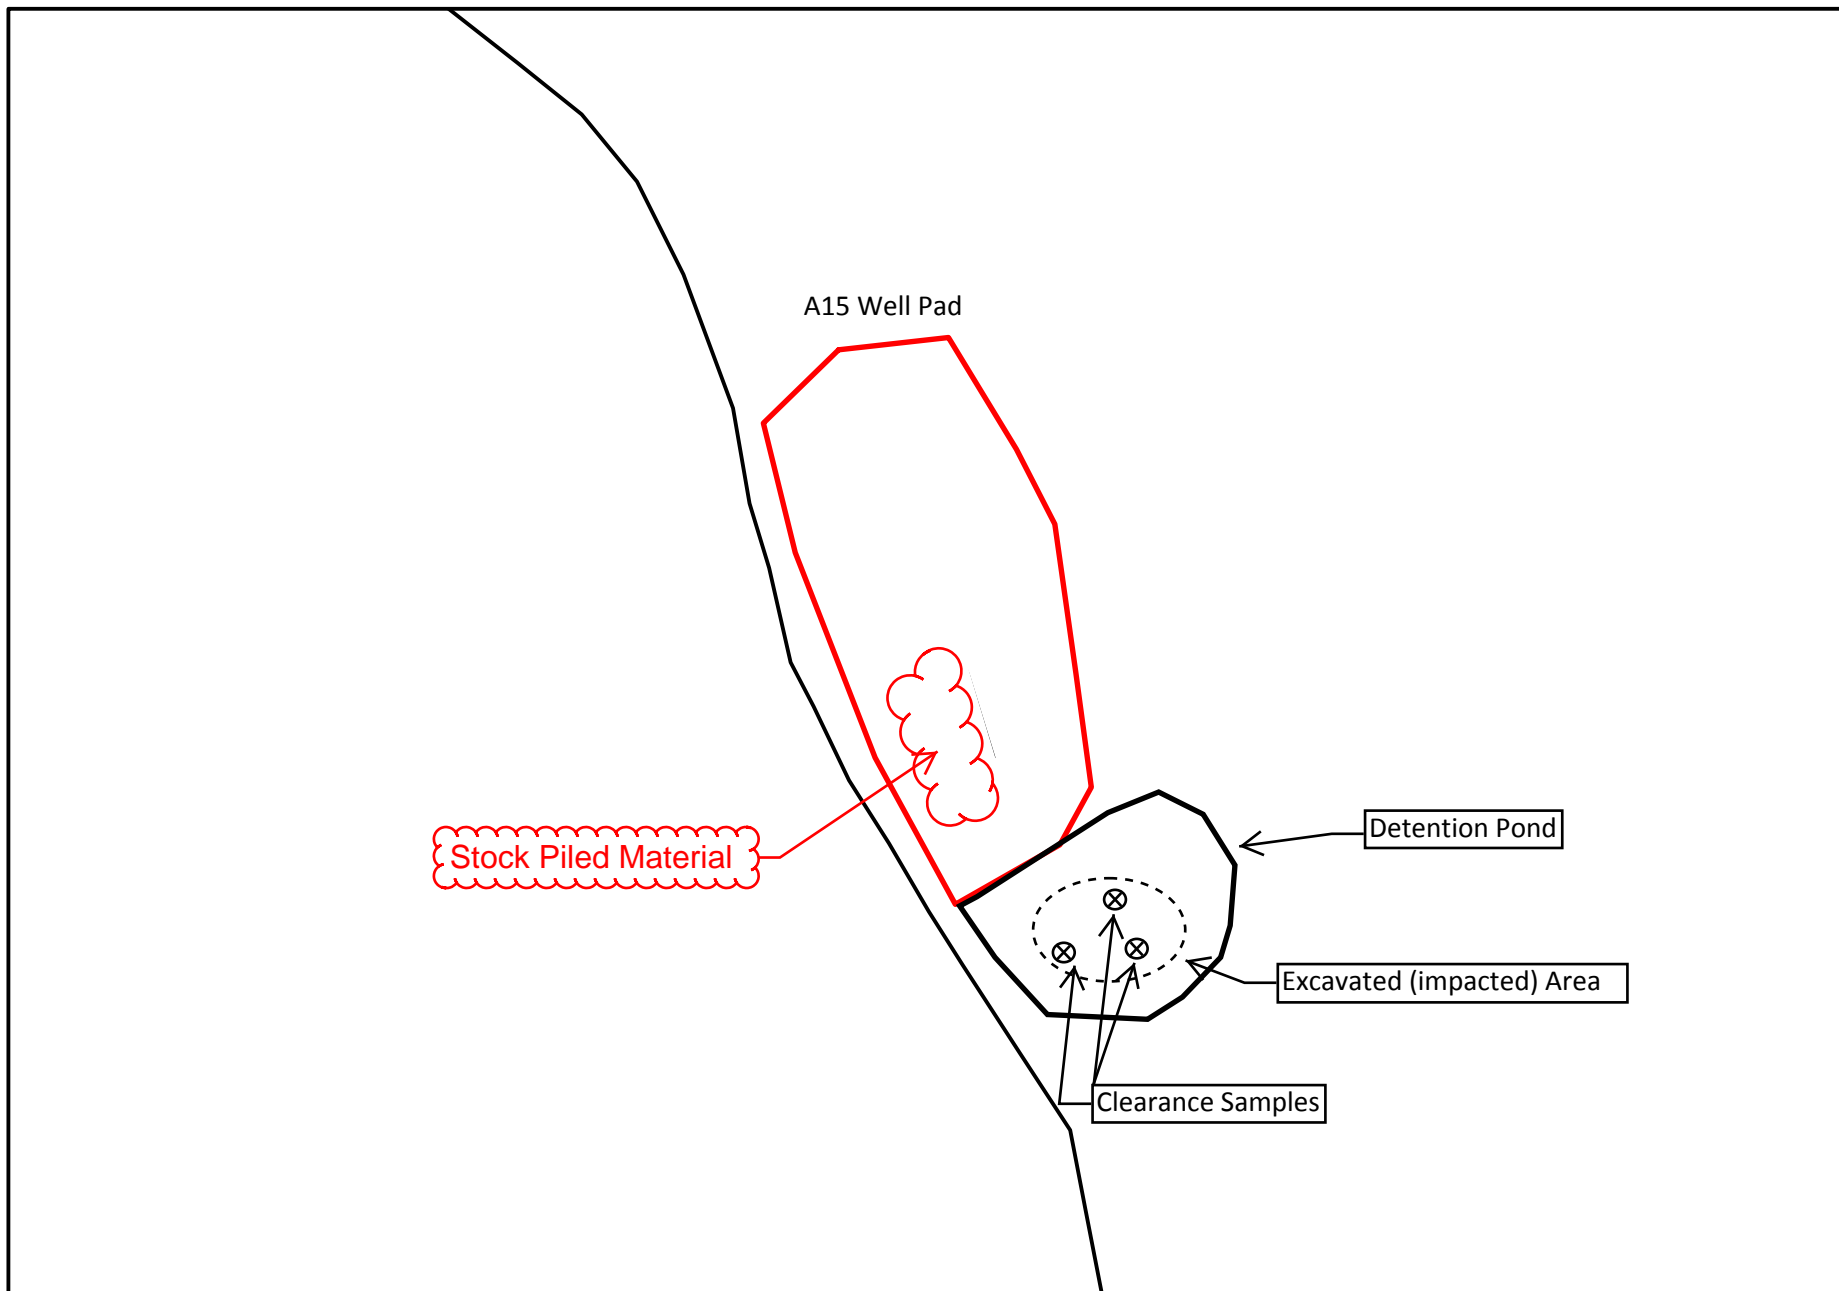 A15 Well Pad
Detention Pond
Stock Piled Material
Excavated (impacted) Area
Clearance Samples